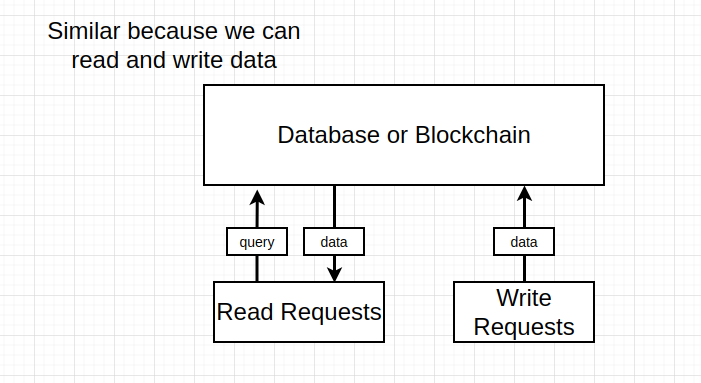 Similar because we can
read and write data
Database or Blockchain
query
data
data
Read Requests
Write
Requests